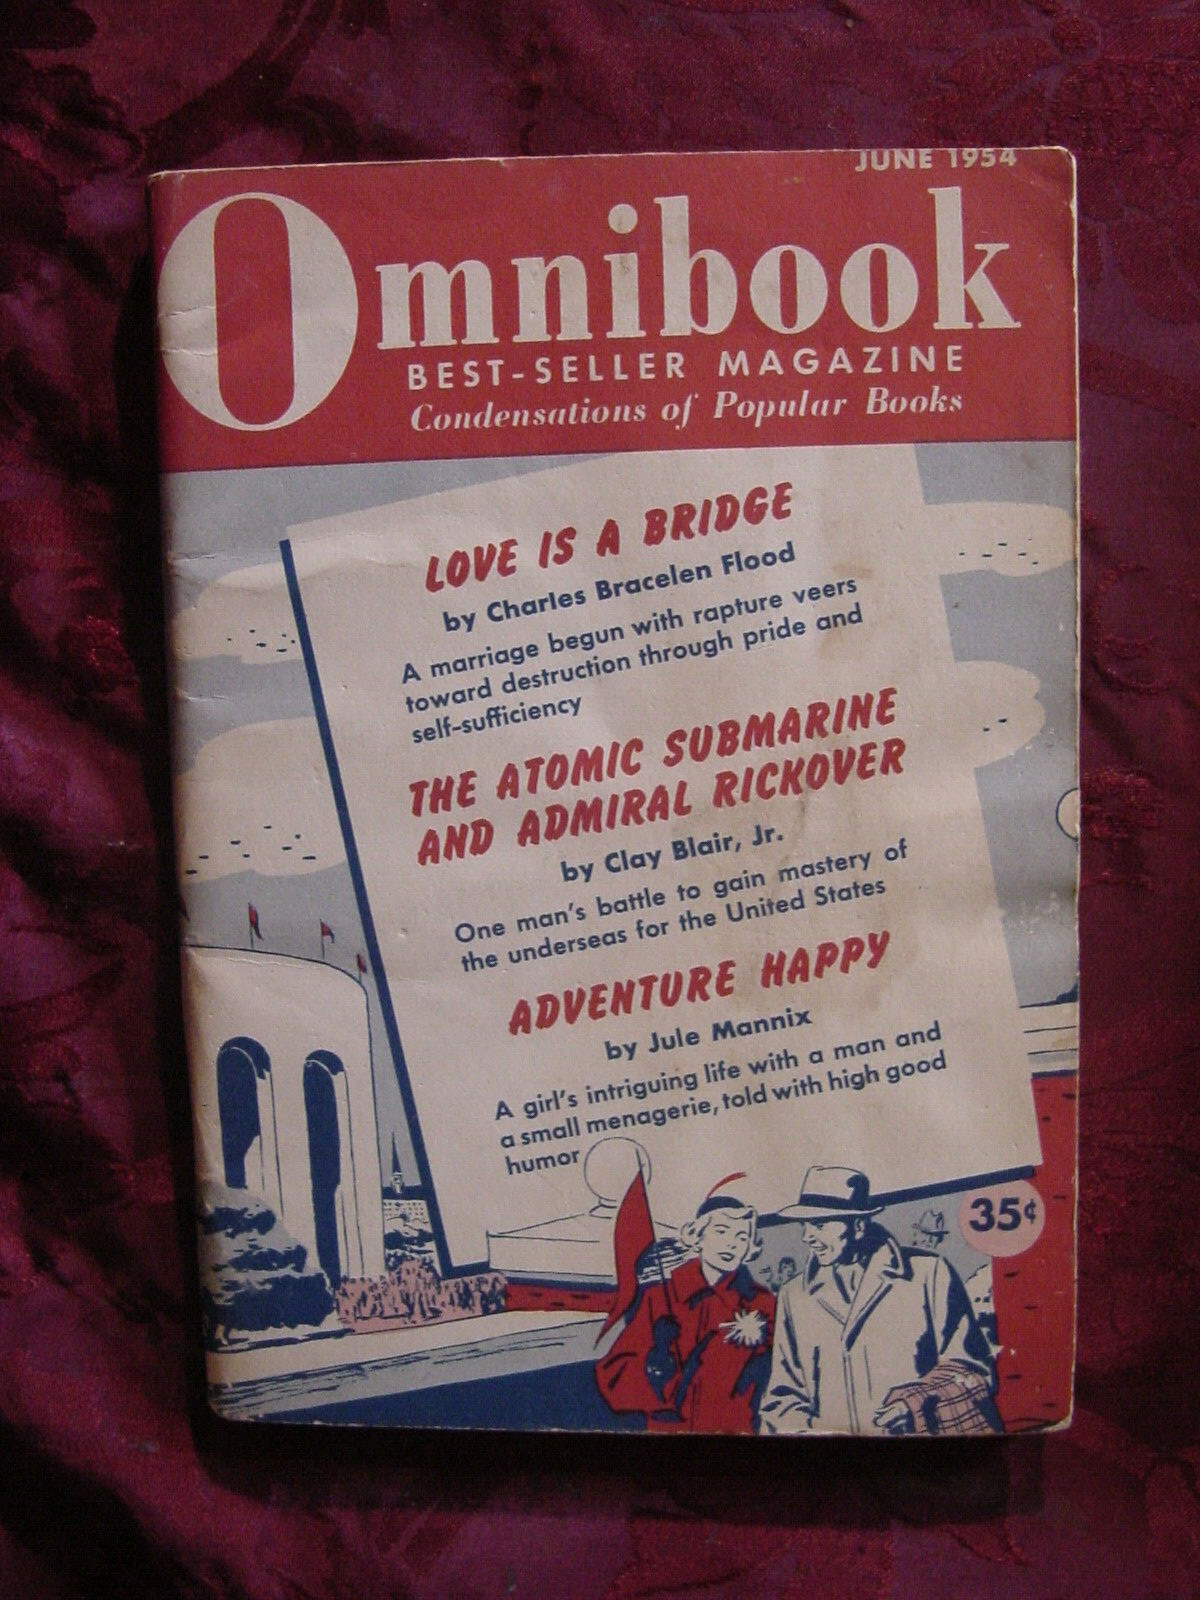 JUNE 1954
Omnibook
BEST-SELLER MAGAZINE
Condensations of Popular Books
LOVE IS A BRIDGE
by Charles Bracelen Flood
A marriage begun with rapture veers
toward destruction through pride and
self-sufficiency
THE ATOMIC SUBMARINE
AND ADMIRAL RICKOVER
by Clay Blair, Jr.
One man's battle to gain mastery of
the underseas for the United States
ADVENTURE HAPPY
by Jule Mannix
A girl's intriguing life with a man and
a small menagerie, told with high good
humor
35¢